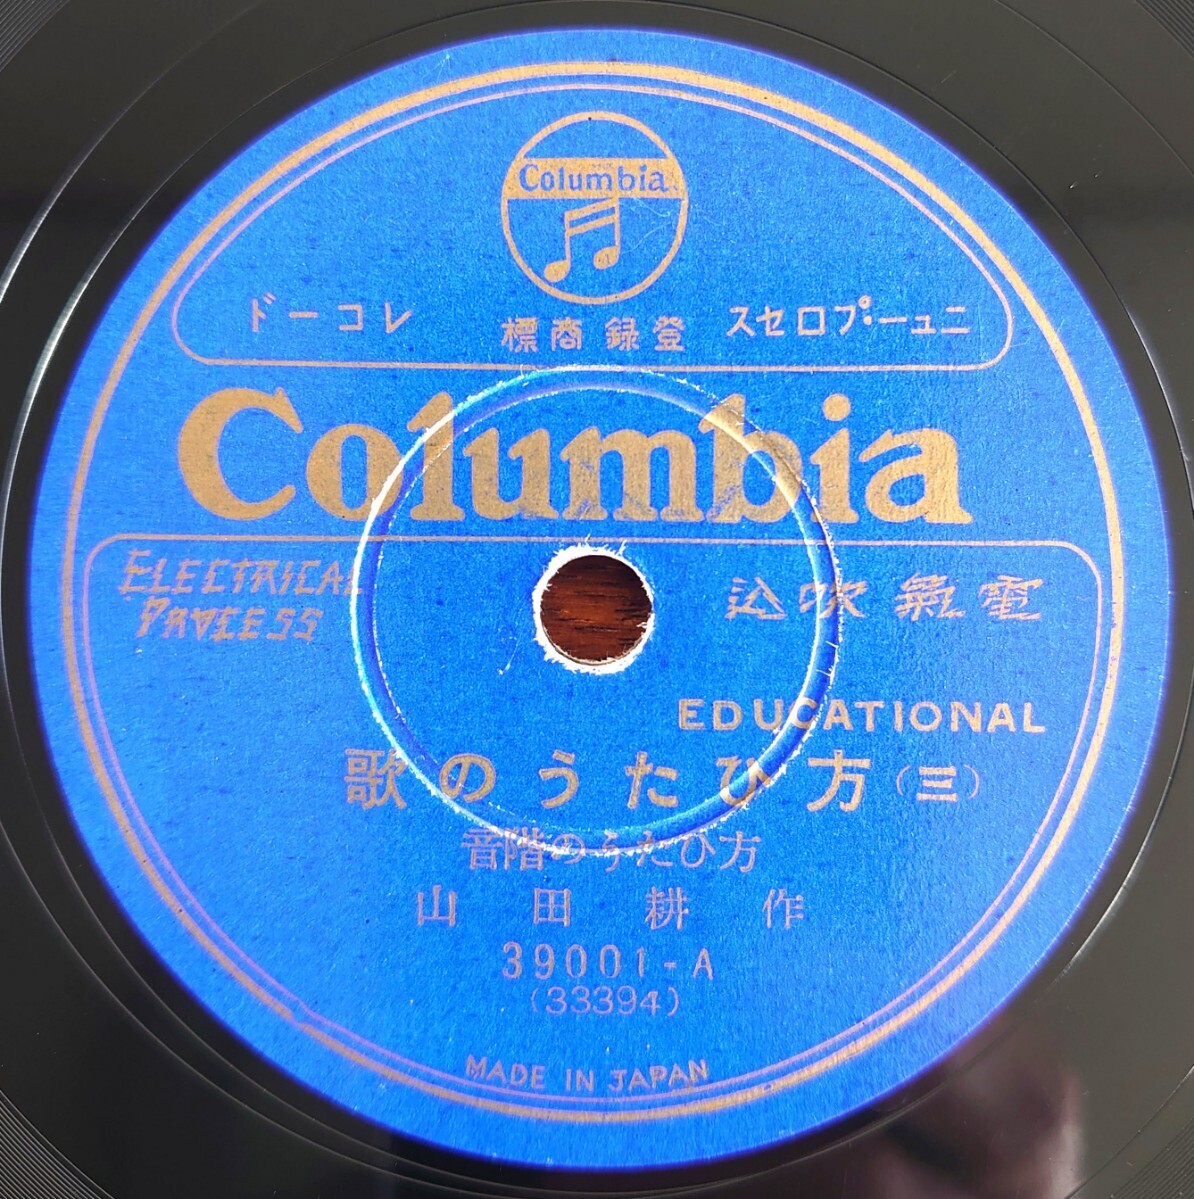 Columbia
ニュー・プロセス 登録商標 レコード
Columbia
ELECTRICAL PROCESS
電氣吹込
EDUCATIONAL
歌のうたひ方(三)
音階のうたひ方
山田耕作
39001-A
(33394)
MADE IN JAPAN